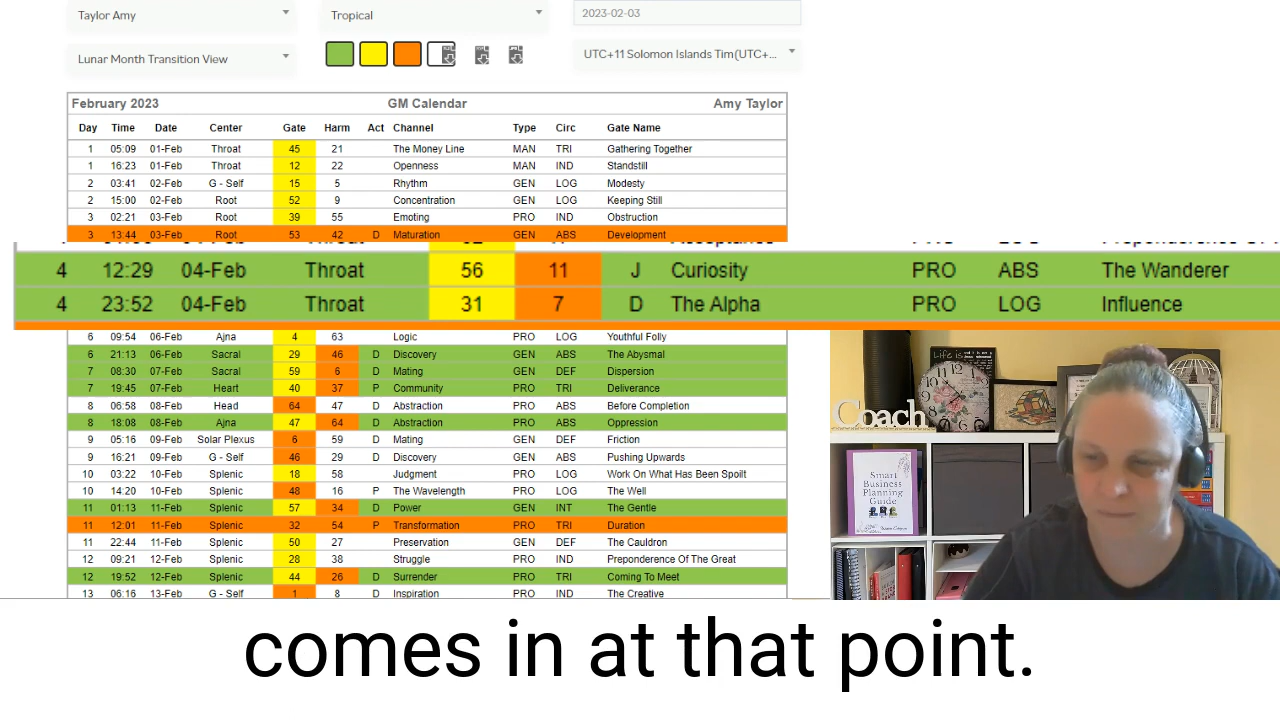 Taylor Amy Tropical 2023-02-03
Lunar Month Transition View UTC+11 Solomon Islands Tim(UTC+...
February 2023 GM Calendar Amy Taylor
Day Time Date Center Gate Harm Act Channel Type Circ Gate Name
1 05:09 01-Feb Throat 45 21 The Money Line MAN TRI Gathering Together
1 16:23 01-Feb Throat 12 22 Openness MAN IND Standstill
2 03:41 02-Feb G - Self 15 5 Rhythm GEN LOG Modesty
2 15:00 02-Feb Root 52 9 Concentration GEN LOG Keeping Still
3 02:21 03-Feb Root 39 55 Emoting PRO IND Obstruction
3 13:44 03-Feb Root 53 42 D Maturation GEN ABS Development
4 12:29 04-Feb Throat 56 11 J Curiosity PRO ABS The Wanderer
4 23:52 04-Feb Throat 31 7 D The Alpha PRO LOG Influence
6 09:54 06-Feb Ajna 4 63 Logic PRO LOG Youthful Folly
6 21:13 06-Feb Sacral 29 46 D Discovery GEN ABS The Abysmal
7 08:30 07-Feb Sacral 59 6 D Mating GEN DEF Dispersion
7 19:45 07-Feb Heart 40 37 P Community PRO TRI Deliverance
8 06:58 08-Feb Head 64 47 D Abstraction PRO ABS Before Completion
8 18:08 08-Feb Ajna 47 64 D Abstraction PRO ABS Oppression
9 05:16 09-Feb Solar Plexus 6 59 D Mating GEN DEF Friction
9 16:21 09-Feb G - Self 46 29 D Discovery GEN ABS Pushing Upwards
10 03:22 10-Feb Splenic 18 58 Judgment PRO LOG Work On What Has Been Spoilt
10 14:20 10-Feb Splenic 48 16 P The Wavelength PRO LOG The Well
11 01:13 11-Feb Splenic 57 34 D Power GEN INT The Gentle
11 12:01 11-Feb Splenic 32 54 P Transformation PRO TRI Duration
11 22:44 11-Feb Splenic 50 27 Preservation GEN DEF The Cauldron
12 09:21 12-Feb Splenic 28 38 Struggle PRO IND Preponderance Of The Great
12 19:52 12-Feb Splenic 44 26 D Surrender PRO TRI Coming To Meet
13 06:16 13-Feb G - Self 1 8 D Inspiration PRO IND The Creative
Life is
Coach
Smart
Business
Planning
Guide
comes in at that point.